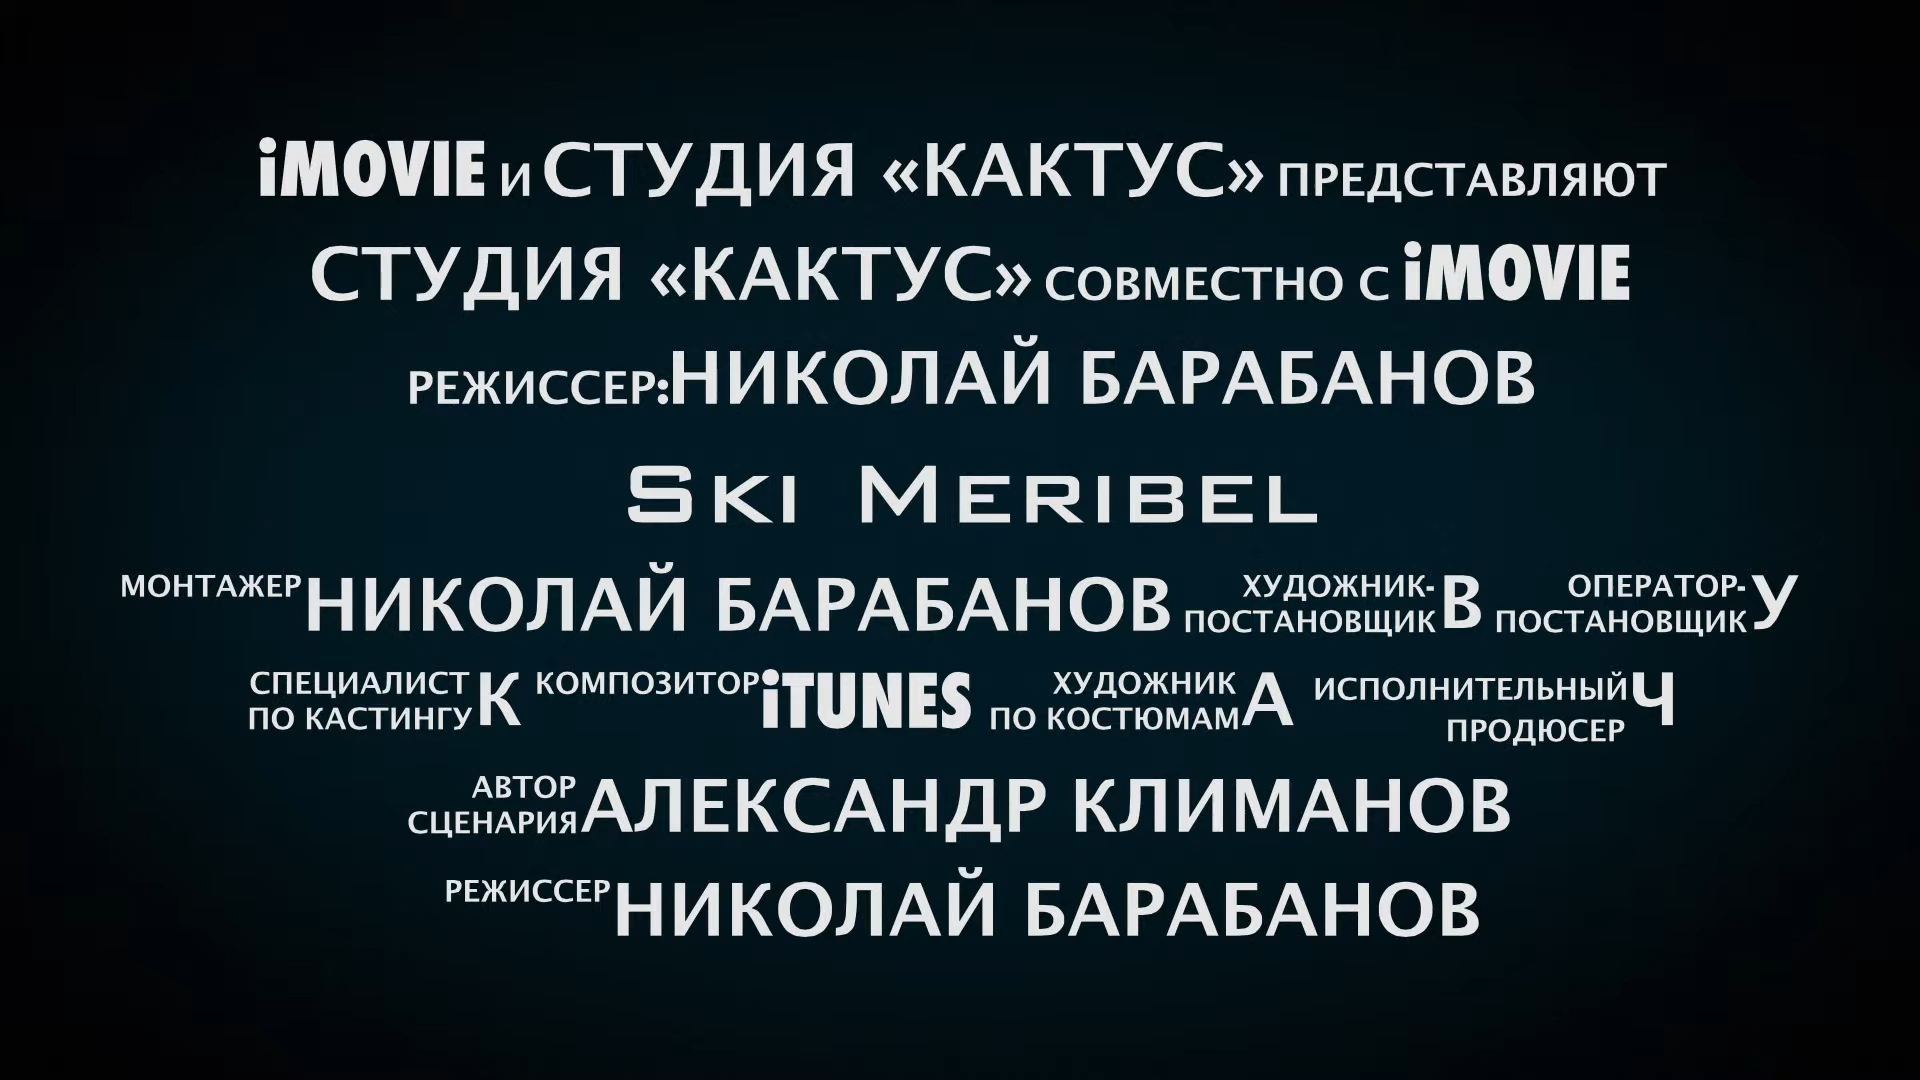 iMOVIE И СТУДИЯ «КАКТУС» ПРЕДСТАВЛЯЮТ
СТУДИЯ «КАКТУС» СОВМЕСТНО С iMOVIE
РЕЖИССЕР:НИКОЛАЙ БАРАБАНОВ
SKI MERIBEL
МОНТАЖЕР НИКОЛАЙ БАРАБАНОВ ХУДОЖНИК-ПОСТАНОВЩИК В ОПЕРАТОР-ПОСТАНОВЩИК У
СПЕЦИАЛИСТ ПО КАСТИНГУ К КОМПОЗИТОР iTUNES ХУДОЖНИК ПО КОСТЮМАМ А ИСПОЛНИТЕЛЬНЫЙ ПРОДЮСЕР Ч
АВТОР СЦЕНАРИЯ АЛЕКСАНДР КЛИМАНОВ
РЕЖИССЕР НИКОЛАЙ БАРАБАНОВ